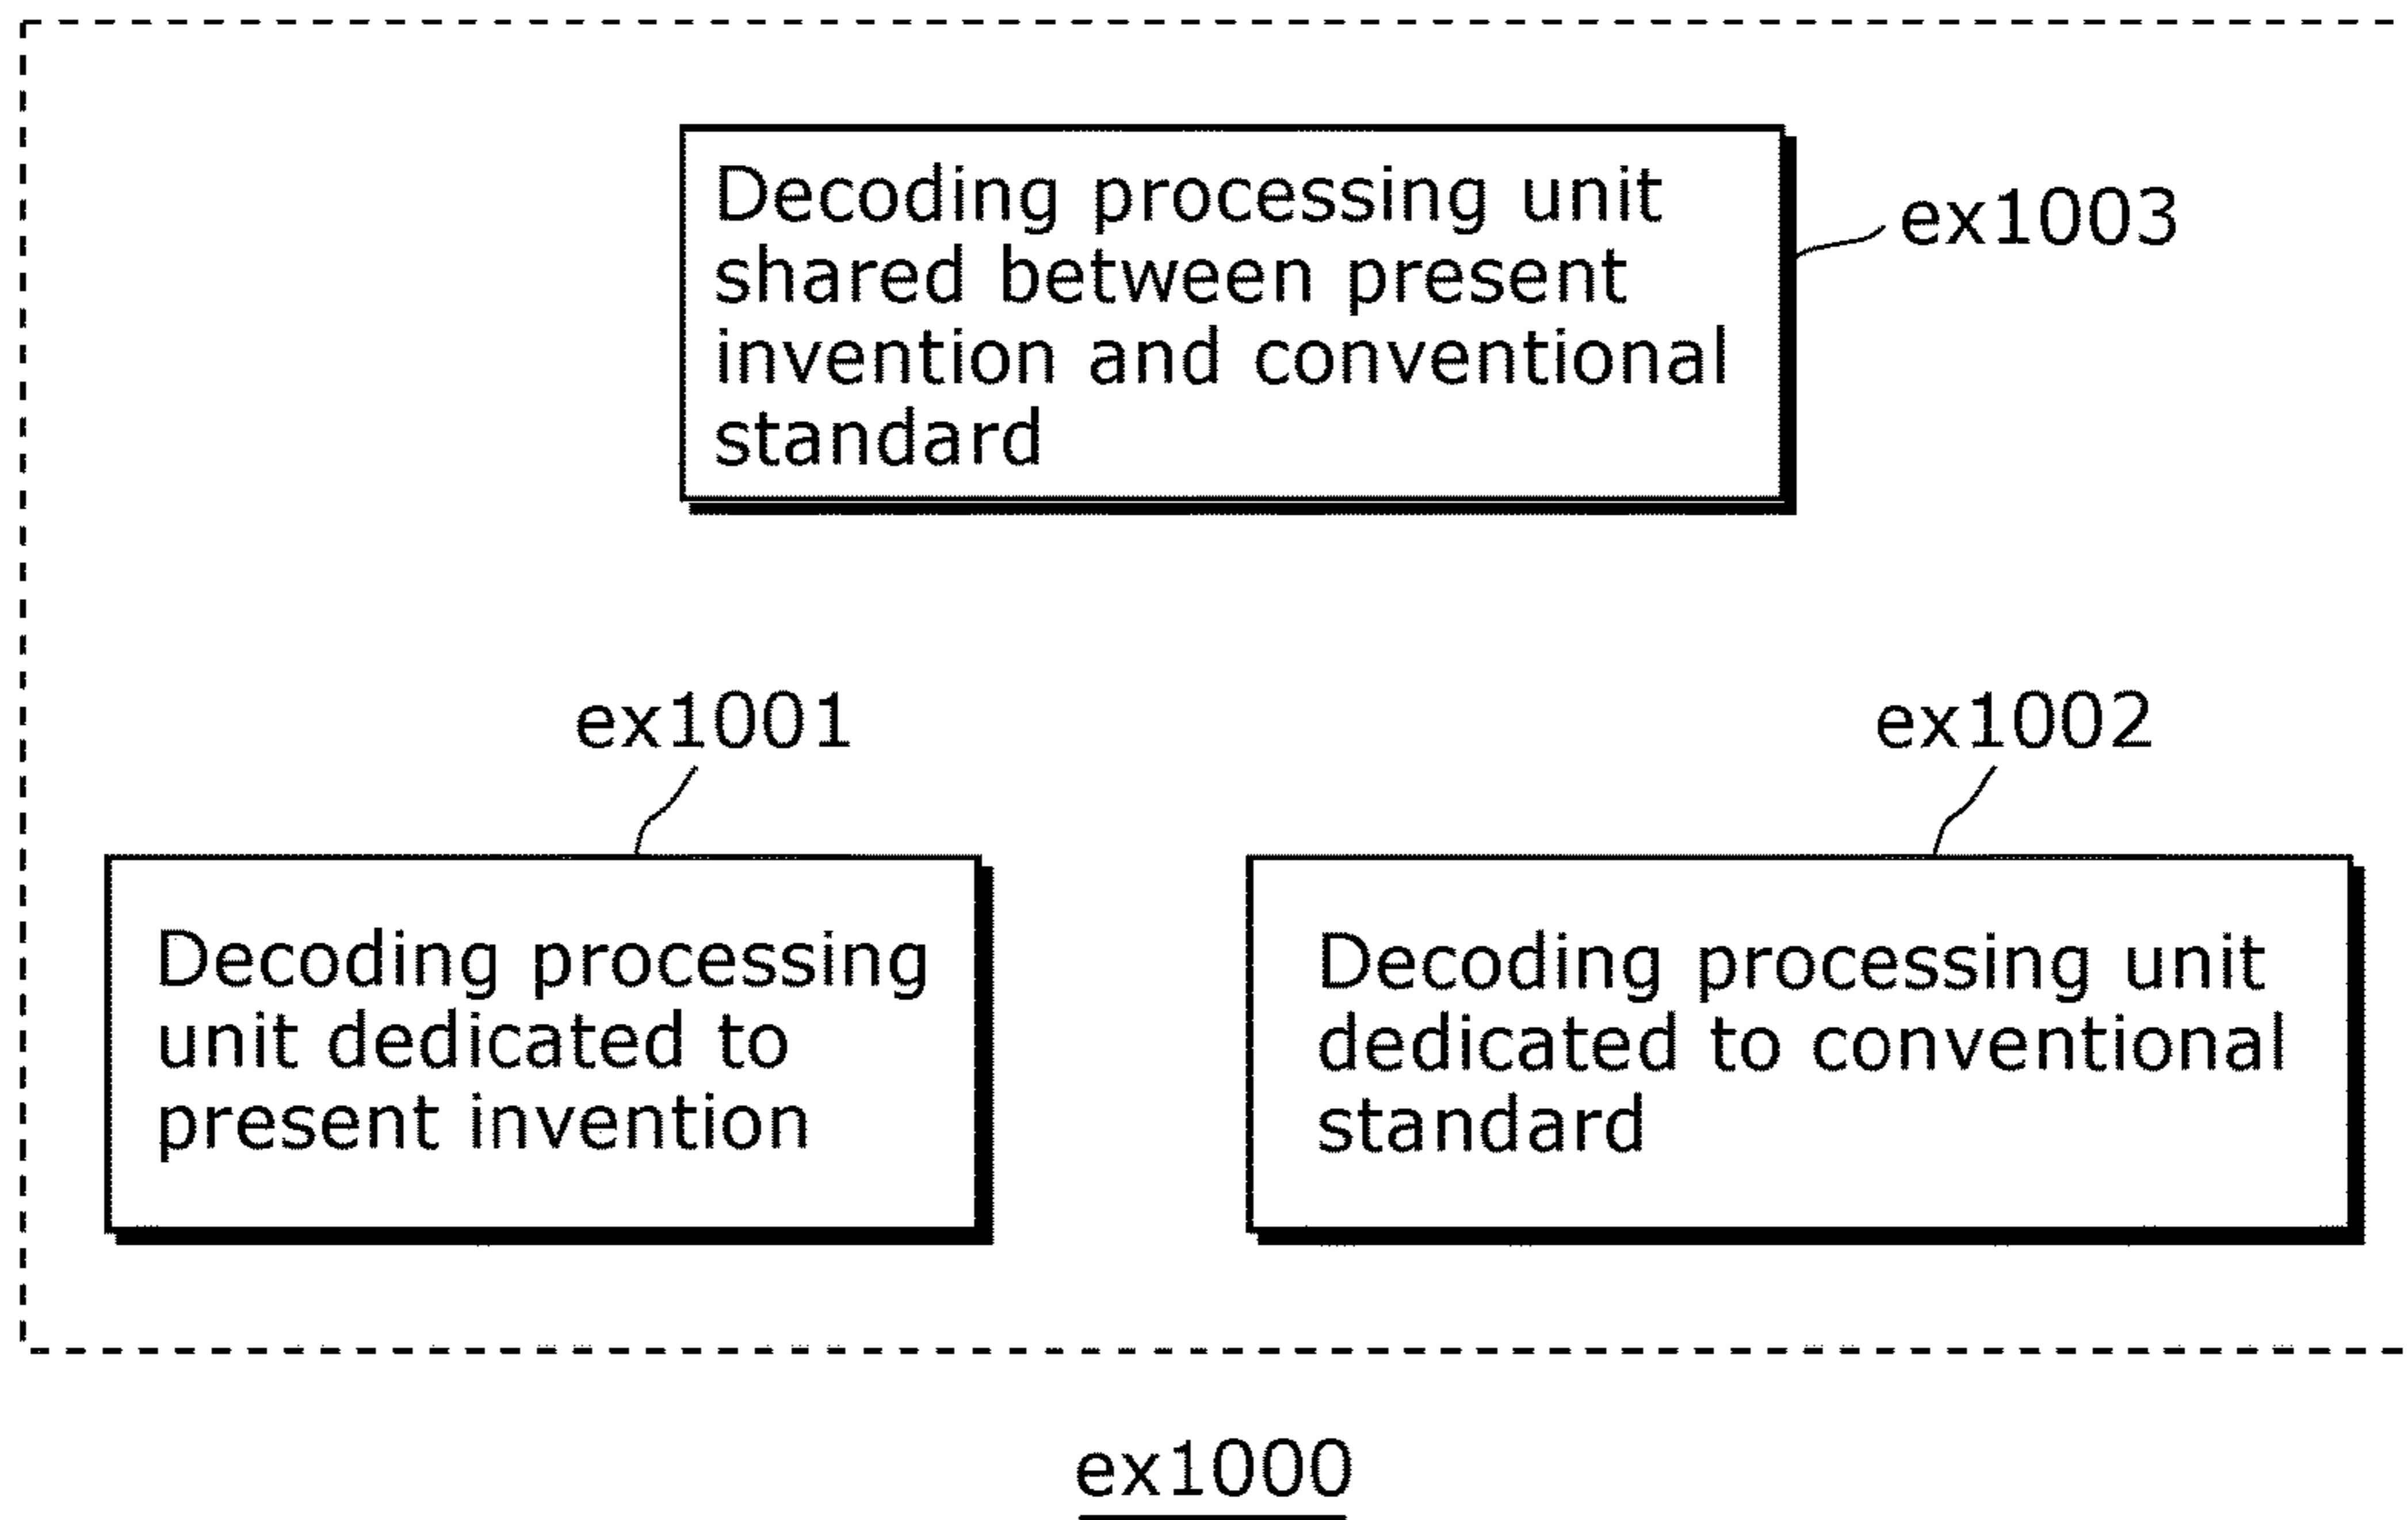 Decoding processing unit
shared between present
invention and conventional
standard
ex1003
ex1001
ex1002
Decoding processing
unit dedicated to
present invention
Decoding processing unit
dedicated to conventional
standard
ex1000